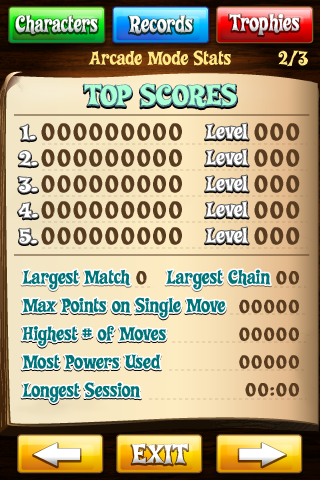 Characters Records Trophies
Arcade Mode Stats 2/3
TOP SCORES
1. 000000000 Level 000
2. 000000000 Level 000
3. 000000000 Level 000
4. 000000000 Level 000
5. 000000000 Level 000
Largest Match 0 Largest Chain 00
Max Points on Single Move 00000
Highest # of Moves 00000
Most Powers Used 00000
Longest Session 00:00
EXIT